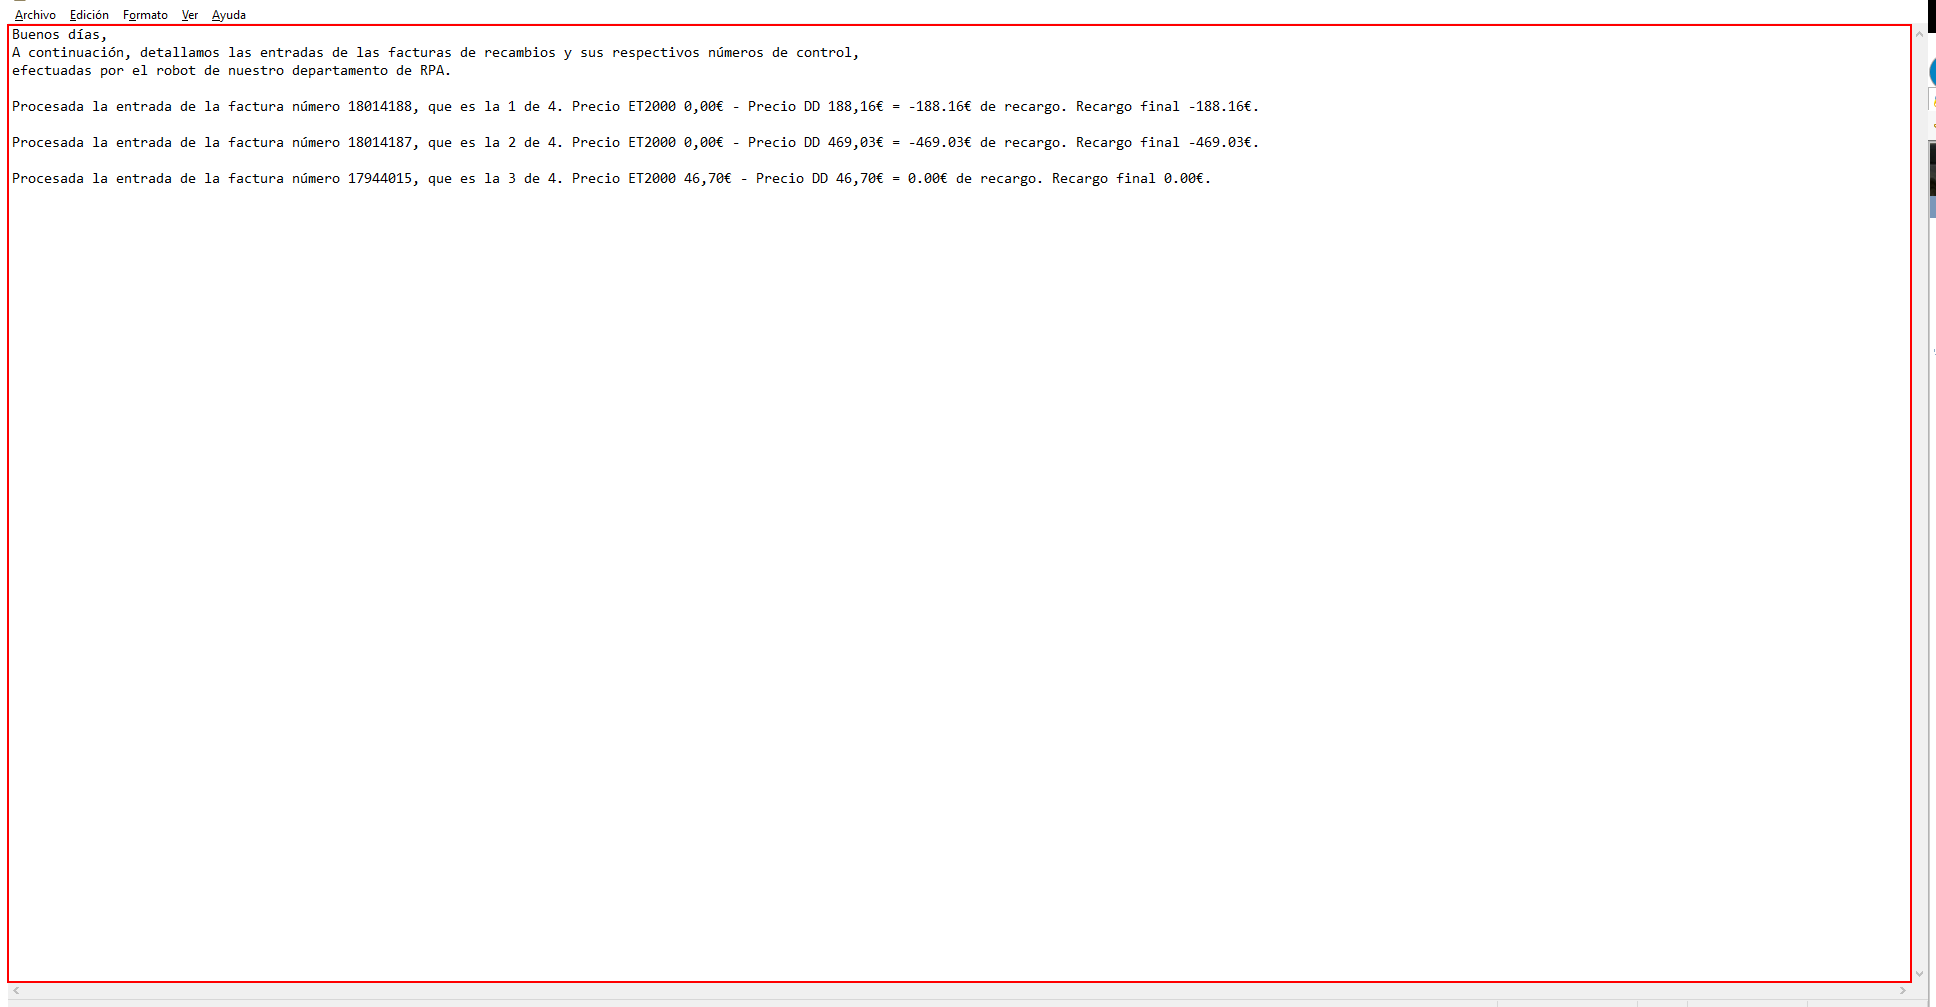 Archivo Edición Formato Ver Ayuda
Buenos días,
A continuación, detallamos las entradas de las facturas de recambios y sus respectivos números de control,
efectuadas por el robot de nuestro departamento de RPA.
Procesada la entrada de la factura número 18014188, que es la 1 de 4. Precio ET2000 0,00€ - Precio DD 188,16€ = -188.16€ de recargo. Recargo final -188.16€.
Procesada la entrada de la factura número 18014187, que es la 2 de 4. Precio ET2000 0,00€ - Precio DD 469,03€ = -469.03€ de recargo. Recargo final -469.03€.
Procesada la entrada de la factura número 17944015, que es la 3 de 4. Precio ET2000 46,70€ - Precio DD 46,70€ = 0.00€ de recargo. Recargo final 0.00€.